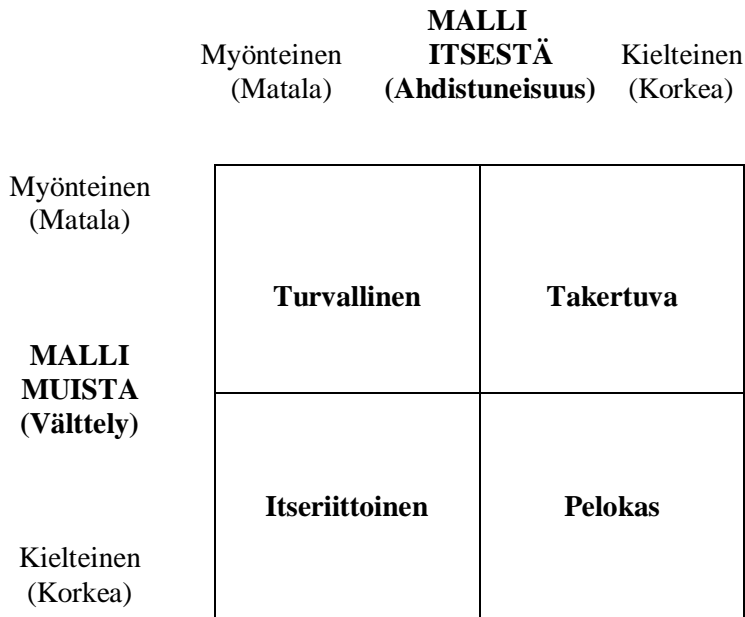 MALLI
Myönteinen ITSESTÄ Kielteinen
(Matala) (Ahdistuneisuus) (Korkea)
Myönteinen
(Matala)
Turvallinen Takertuva
MALLI
MUISTA
(Välttely)
Itseriittoinen Pelokas
Kielteinen
(Korkea)